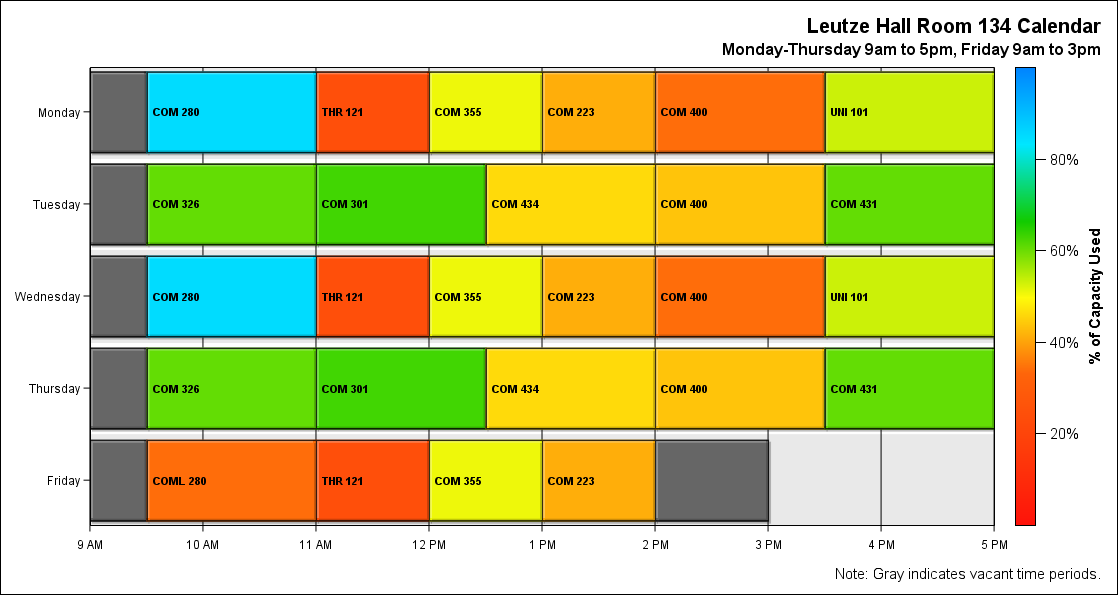 Leutze Hall Room 134 Calendar
Monday-Thursday 9am to 5pm, Friday 9am to 3pm
Monday
COM 280 THR 121 COM 355 COM 223 COM 400 UNI 101
Tuesday
COM 326 COM 301 COM 434 COM 400 COM 431
Wednesday
COM 280 THR 121 COM 355 COM 223 COM 400 UNI 101
Thursday
COM 326 COM 301 COM 434 COM 400 COM 431
Friday
COML 280 THR 121 COM 355 COM 223
9 AM 10 AM 11 AM 12 PM 1 PM 2 PM 3 PM 4 PM 5 PM
80%
60%
40%
20%
% of Capacity Used
Note: Gray indicates vacant time periods.